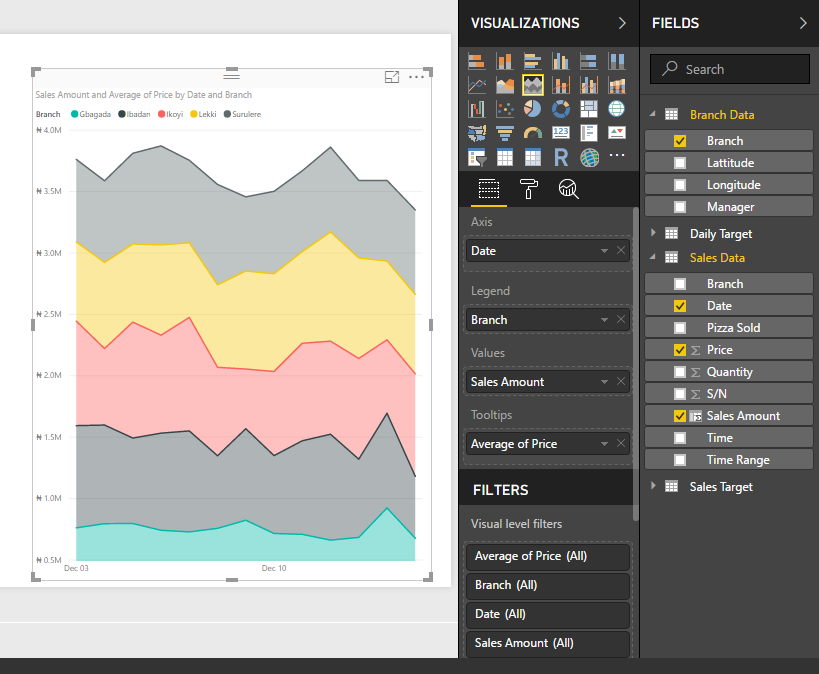 VISUALIZATIONS
FIELDS
Search
Sales Amount and Average of Price by Date and Branch
Branch Gbagada Ibadan Ikoyi Lekki Surulere
₦ 4.0M
₦ 3.5M
₦ 3.0M
₦ 2.5M
₦ 2.0M
₦ 1.5M
₦ 1.0M
₦ 0.5M
Dec 03 Dec 10
123
R
Axis
Date
Legend
Branch
Values
Sales Amount
Tooltips
Average of Price
FILTERS
Visual level filters
Average of Price (All)
Branch (All)
Date (All)
Sales Amount (All)
Branch Data
Branch
Lattitude
Longitude
Manager
Daily Target
Sales Data
Branch
Date
Pizza Sold
Σ Price
Σ Quantity
Σ S/N
Sales Amount
Time
Time Range
Sales Target